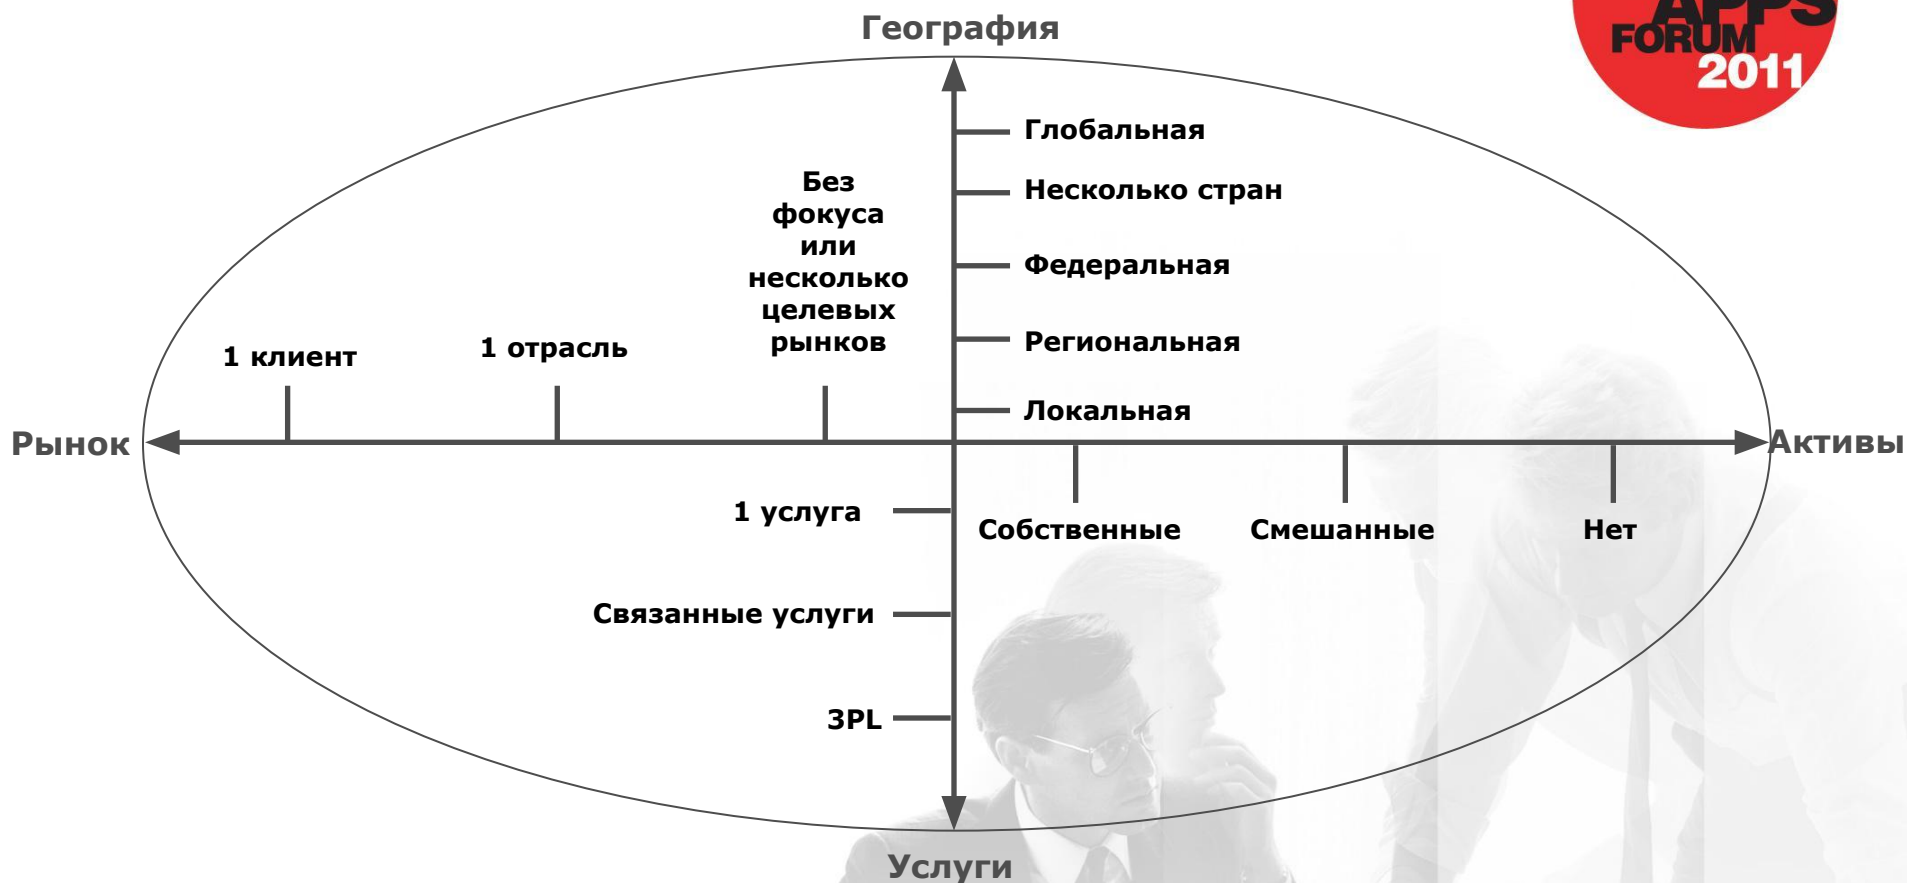 География
APPS
FORUM
2011
Глобальная
Несколько стран
Федеральная
Региональная
Локальная
Без
фокуса
или
несколько
целевых
рынков
1 клиент
1 отрасль
Рынок
Активы
1 услуга
Связанные услуги
3PL
Собственные
Смешанные
Нет
Услуги